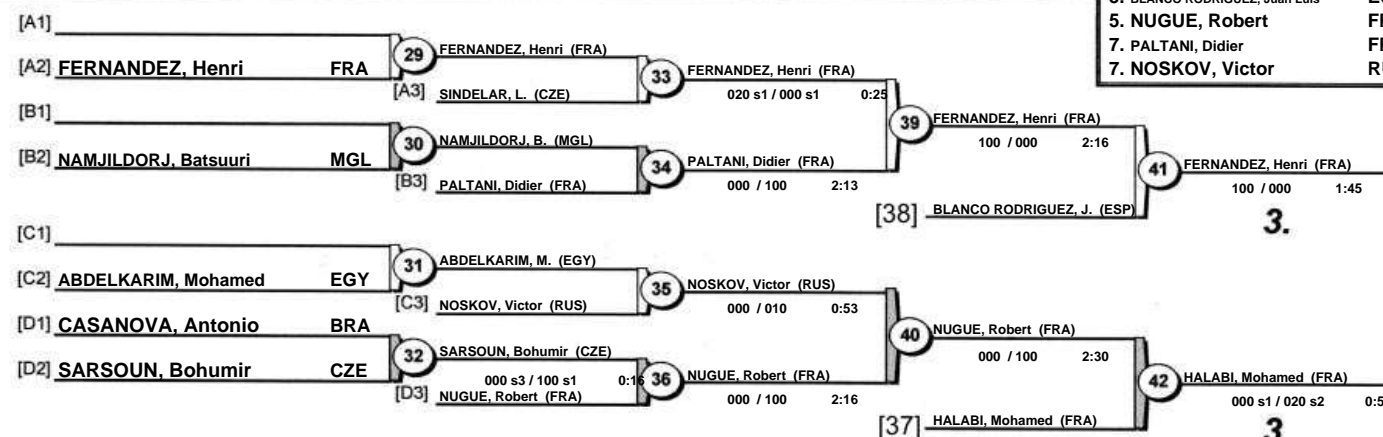 BLANCO RODRIGUEZ, Juan Luis
5. NUGUE, Robert
7. PALTANI, Didier
7. NOSKOV, Victor
[A1]
[A2] FERNANDEZ, Henri FRA
29
FERNANDEZ, Henri (FRA)
[A3] SINDELAR, L. (CZE)
33
FERNANDEZ, Henri (FRA)
020 s1 / 000 s1 0:25
[B1]
[B2] NAMJILDORJ, Batsuuri MGL
30
NAMJILDORJ, B. (MGL)
[B3] PALTANI, Didier (FRA)
34
PALTANI, Didier (FRA)
000 / 100 2:13
39
FERNANDEZ, Henri (FRA)
100 / 000 2:16
[38] BLANCO RODRIGUEZ, J. (ESP)
41
FERNANDEZ, Henri (FRA)
100 / 000 1:45
3.
[C1]
[C2] ABDELKARIM, Mohamed EGY
31
ABDELKARIM, M. (EGY)
[C3] NOSKOV, Victor (RUS)
35
NOSKOV, Victor (RUS)
000 / 010 0:53
[D1] CASANOVA, Antonio BRA
[D2] SARSOUN, Bohumir CZE
32
SARSOUN, Bohumir (CZE)
000 s3 / 100 s1
[D3] NUGUE, Robert (FRA)
36
NUGUE, Robert (FRA)
000 / 100 2:16
40
NUGUE, Robert (FRA)
000 / 100 2:30
[37] HALABI, Mohamed (FRA)
42
HALABI, Mohamed (FRA)
000 s1 / 020 s2
3